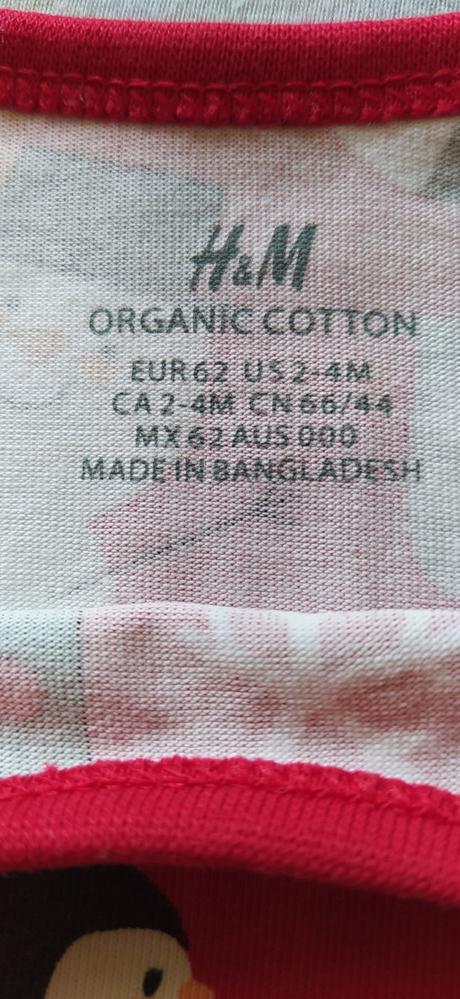 H&M
ORGANIC COTTON
EUR 62 US 2-4M
CA 2-4M CN 66/44
MX 62 AUS 000
MADE IN BANGLADESH